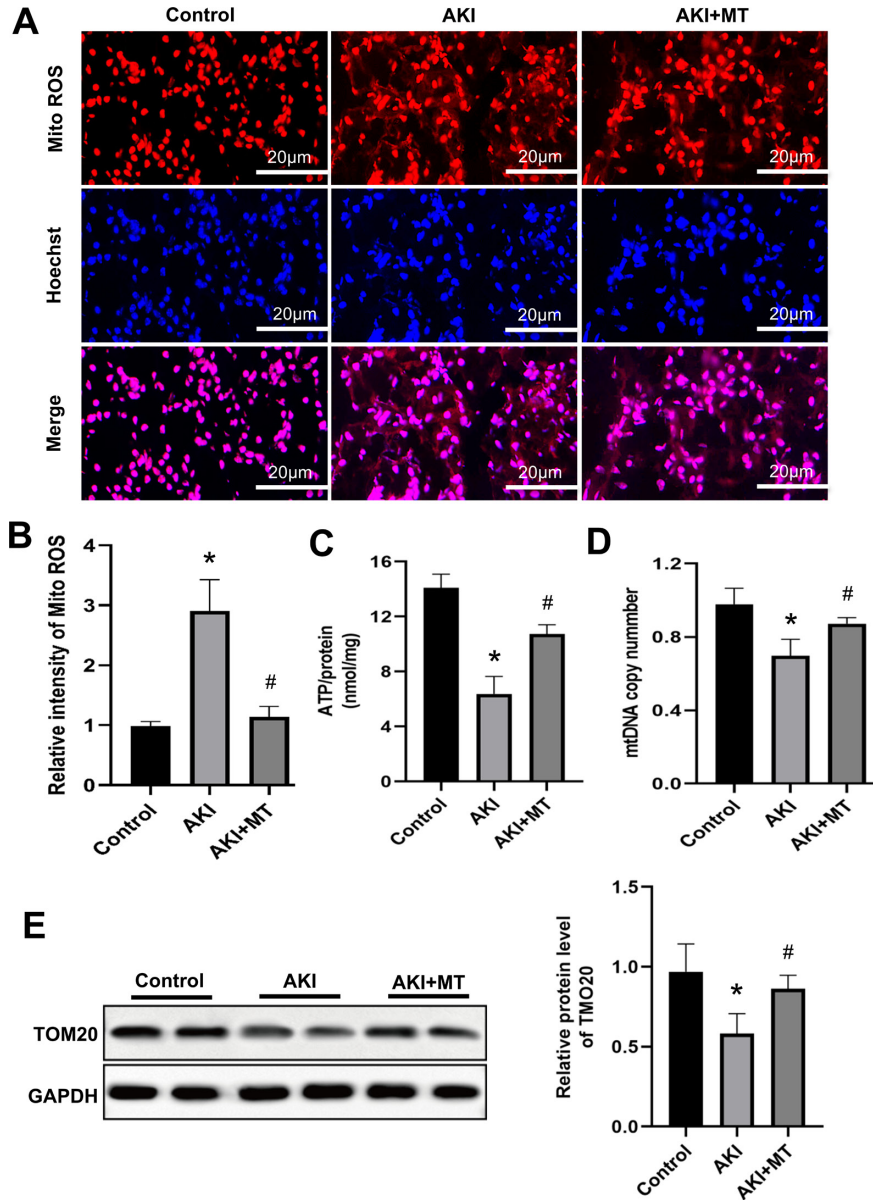 A
Control
AKI
AKI+MT
Mito ROS
20μm
20μm
20μm
Hoechst
20μm
20μm
20μm
Merge
20μm
20μm
20μm
B
Relative intensity of Mito ROS
4
3
2
1
0
*
#
Control
AKI
AKI+MT
C
ATP/protein
(nmol/mg)
16
12
8
4
0
*
#
Control
AKI
AKI+MT
D
mtDNA copy nummber
1.2
0.8
0.4
0.0
*
#
Control
AKI
AKI+MT
E
Control
AKI
AKI+MT
TOM20
GAPDH
Relative protein level
of TMO20
1.5
1.0
0.5
0.0
*
#
Control
AKI
AKI+MT